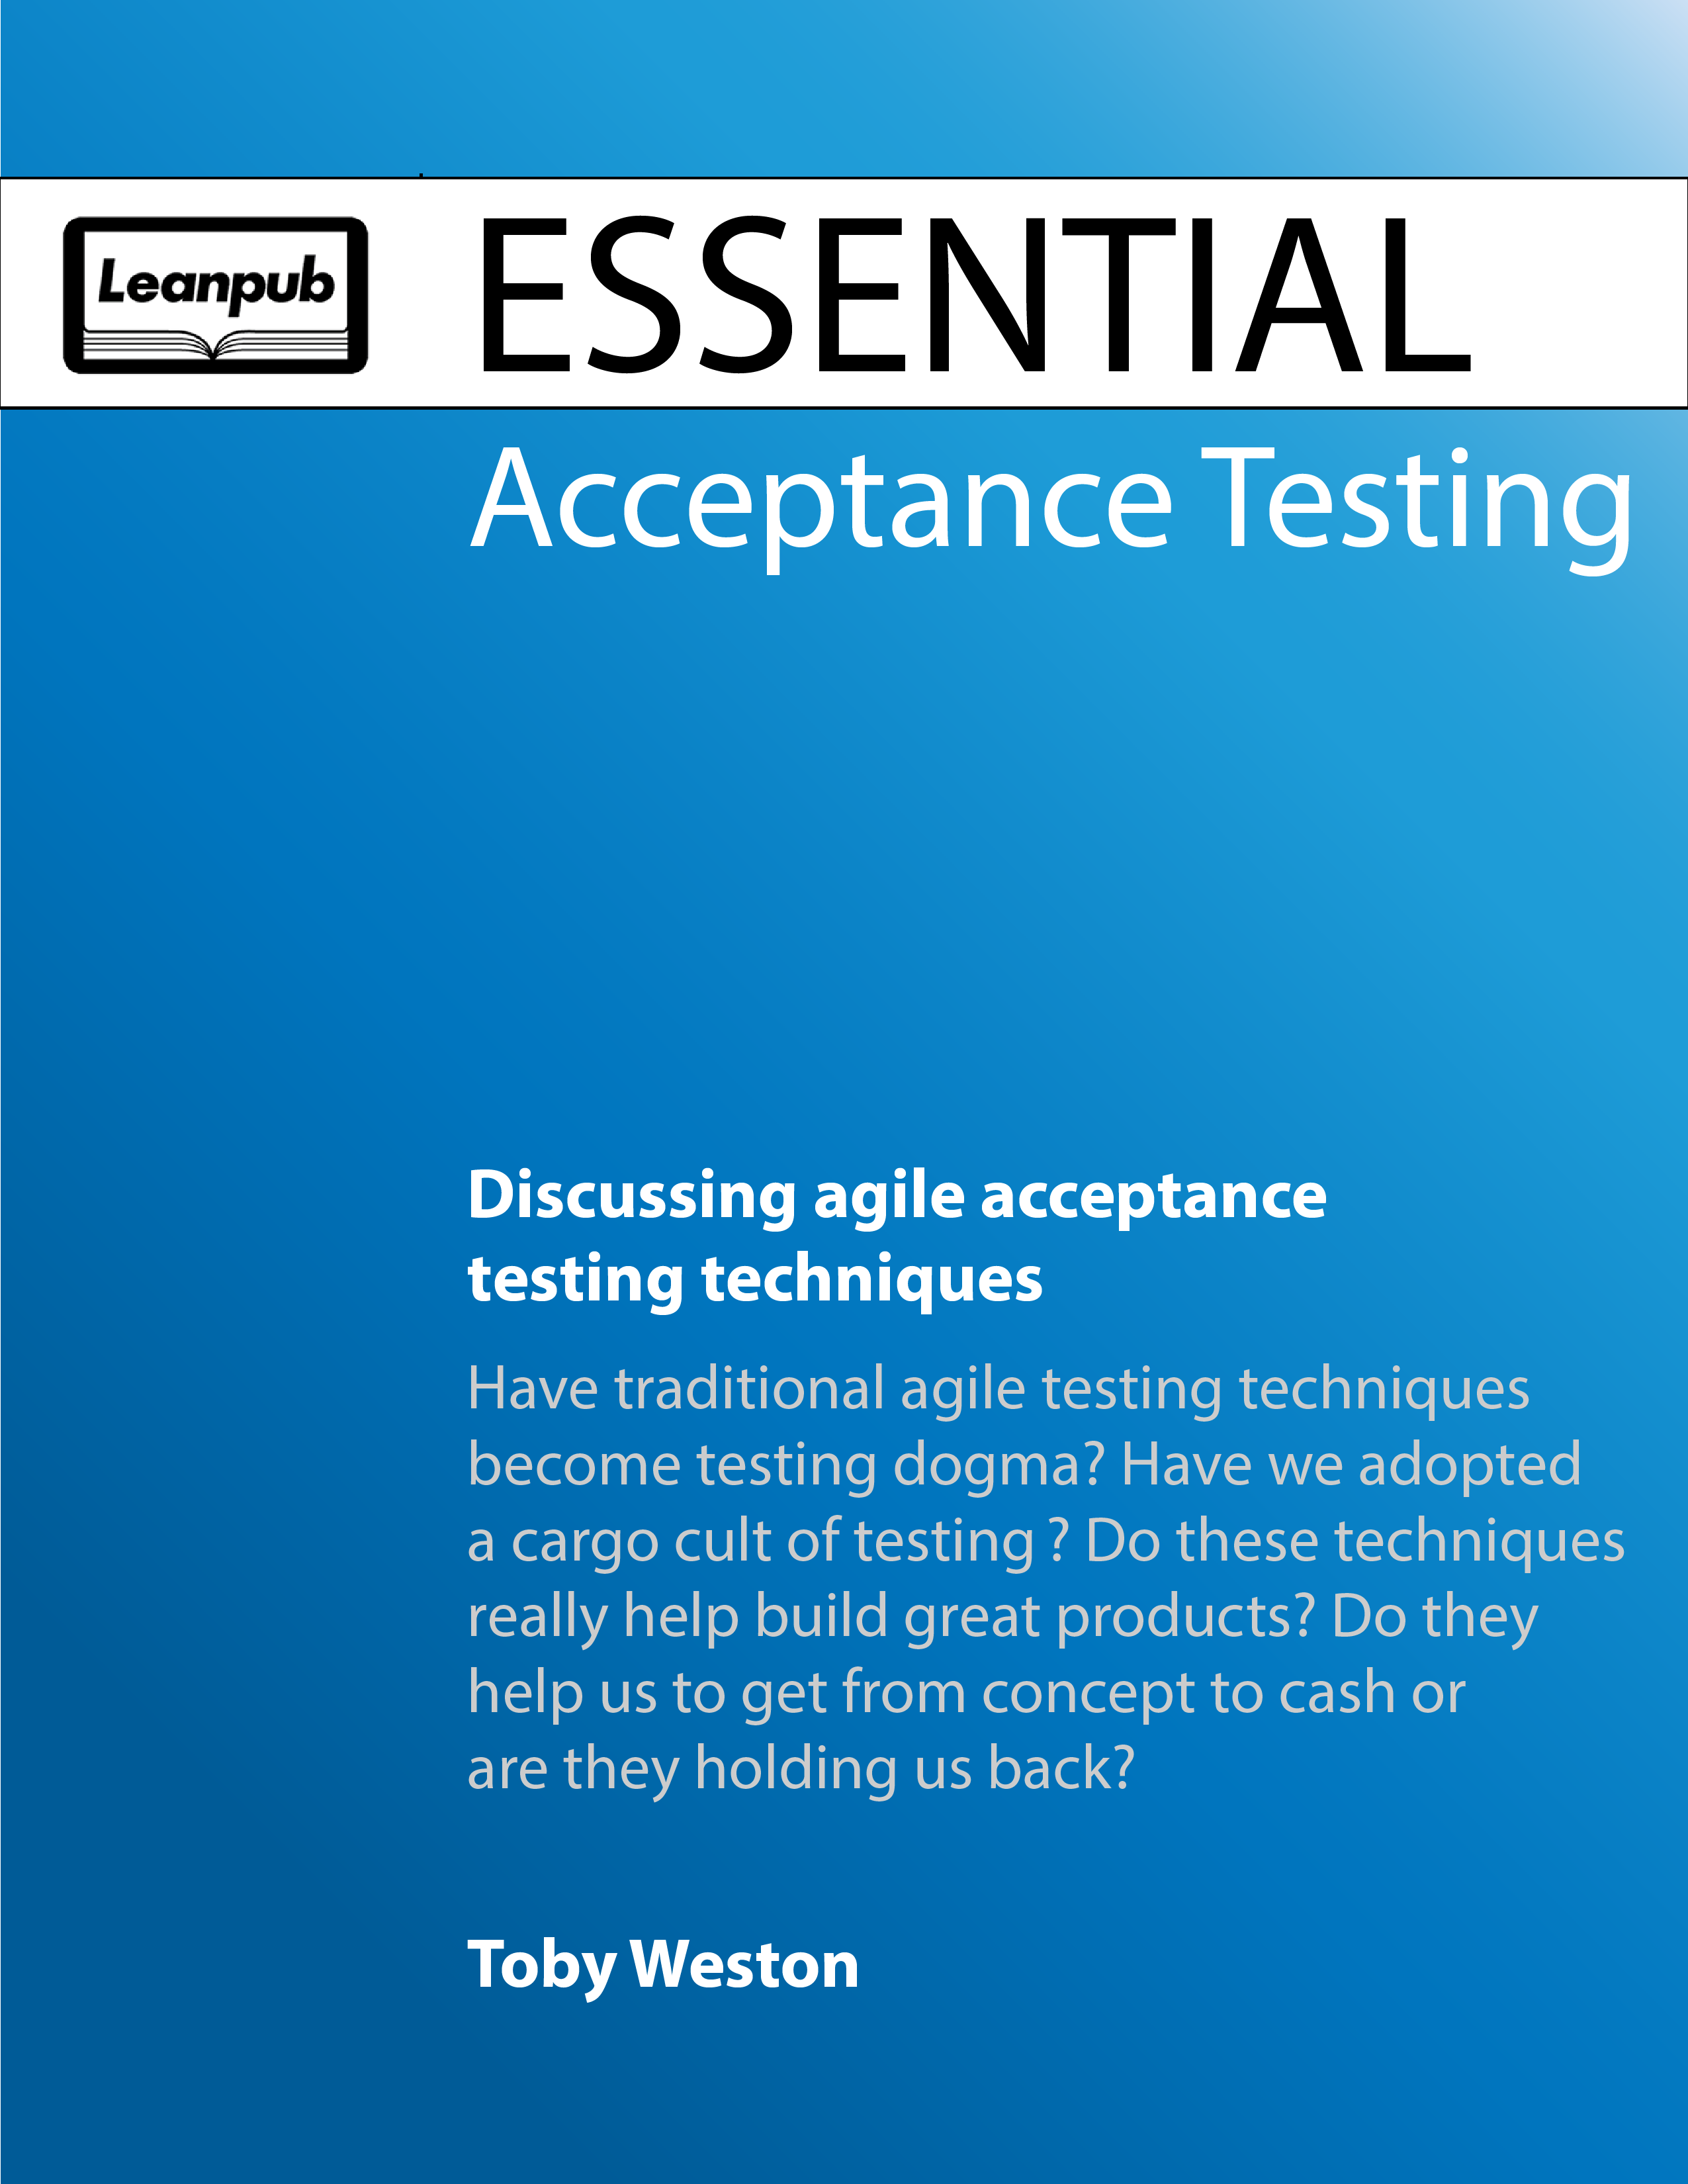 Leanpub
ESSENTIAL
Acceptance Testing
Discussing agile acceptance
testing techniques
Have traditional agile testing techniques
become testing dogma? Have we adopted
a cargo cult of testing ? Do these techniques
really help build great products? Do they
help us to get from concept to cash or
are they holding us back?
Toby Weston